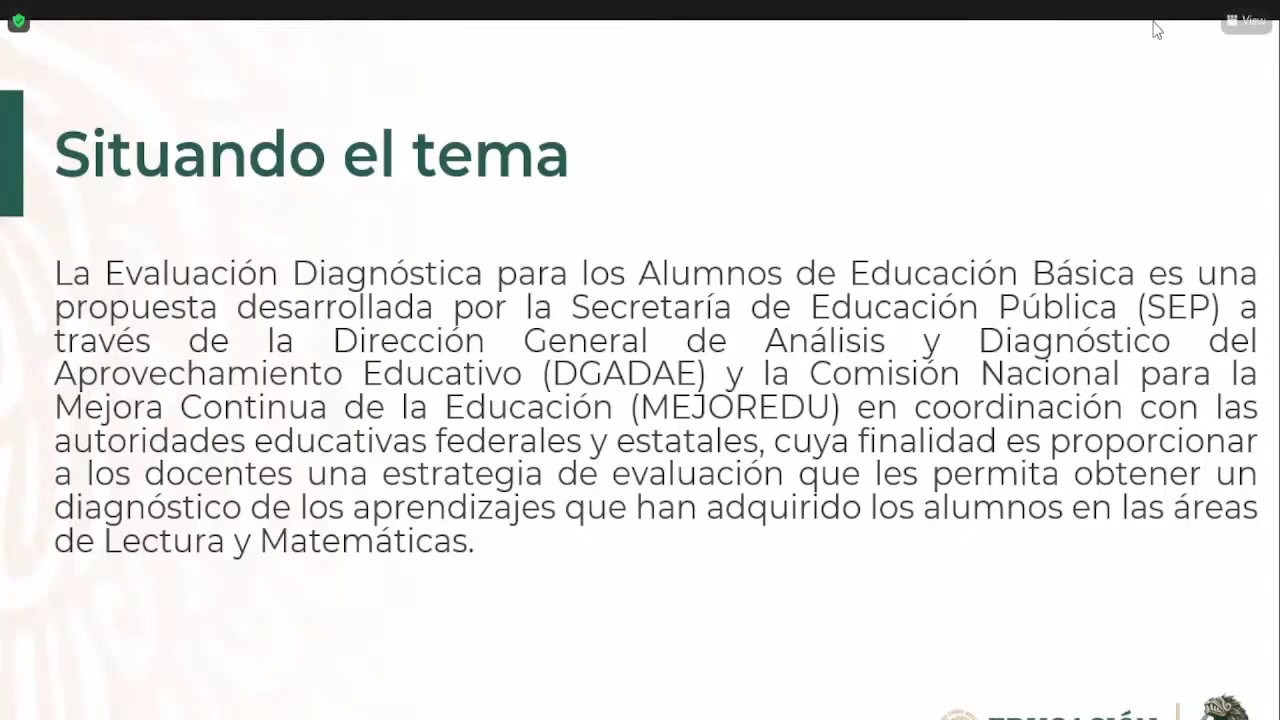 View
Situando el tema
La Evaluación Diagnóstica para los Alumnos de Educación Básica es una
propuesta desarrollada por la Secretaría de Educación Pública (SEP) a
través de la Dirección General de Análisis y Diagnóstico del
Aprovechamiento Educativo (DGADAE) y la Comisión Nacional para la
Mejora Continua de la Educación (MEJOREDU) en coordinación con las
autoridades educativas federales y estatales, cuya finalidad es proporcionar
a los docentes una estrategia de evaluación que les permita obtener un
diagnóstico de los aprendizajes que han adquirido los alumnos en las áreas
de Lectura y Matemáticas.
EDUCACIÓN